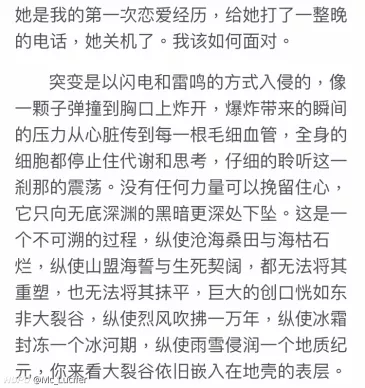 她是我的第一次恋爱经历，给她打了一整晚
的电话，她关机了。我该如何面对。
突变是以闪电和雷鸣的方式入侵的，像
一颗子弹撞到胸口上炸开，爆炸带来的瞬间
的压力从心脏传到每一根毛细血管，全身的
细胞都停止住代谢和思考，仔细的聆听这一
刹那的震荡。没有任何力量可以挽留住心，
它只向无底深渊的黑暗更深处下坠。这是一
个不可溯的过程，纵使沧海桑田与海枯石
烂，纵使山盟海誓与生死契阔，都无法将其
重塑，也无法将其抹平，巨大的创口恍如东
非大裂谷，纵使烈风吹拂一万年，纵使冰霜
封冻一个冰河期，纵使雨雪侵润一个地质纪
元，你来看大裂谷依旧嵌入在地壳的表层。
@Mc_Lucher